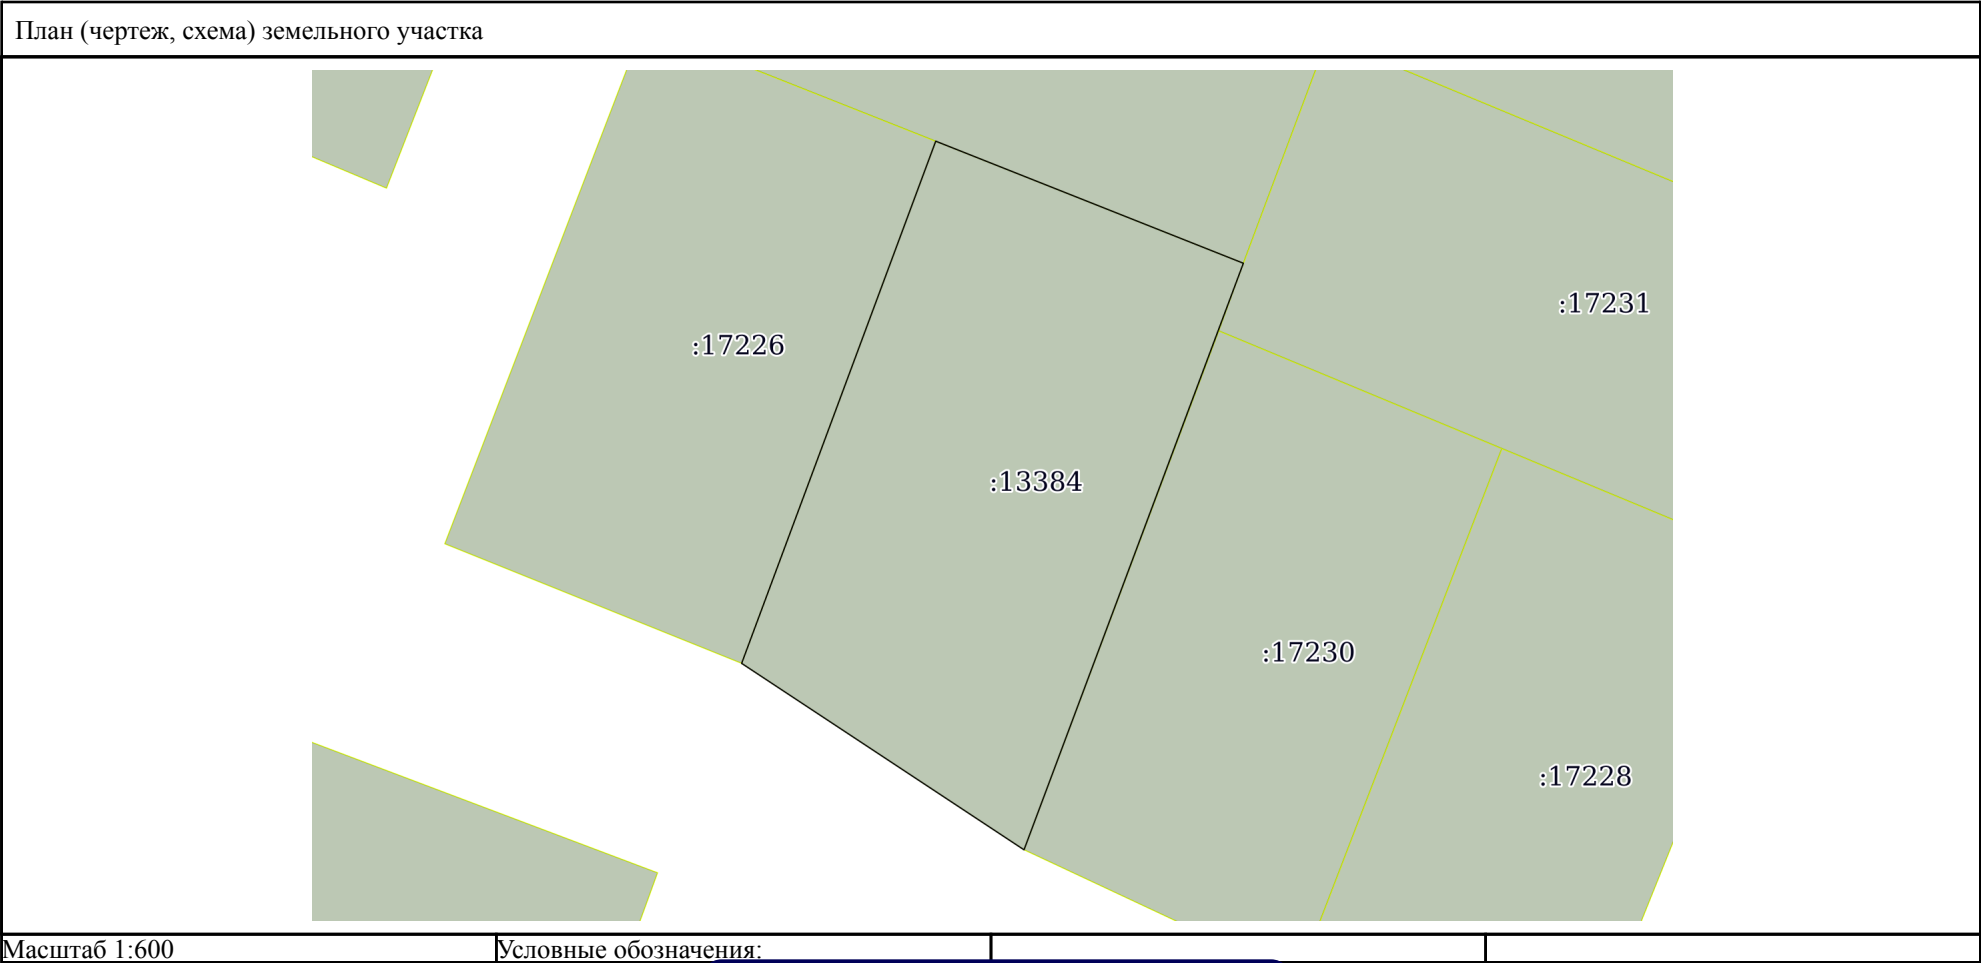 План (чертеж, схема) земельного участка
:17231
:17226
:13384
:17230
:17228
Масштаб 1:600
Условные обозначения: